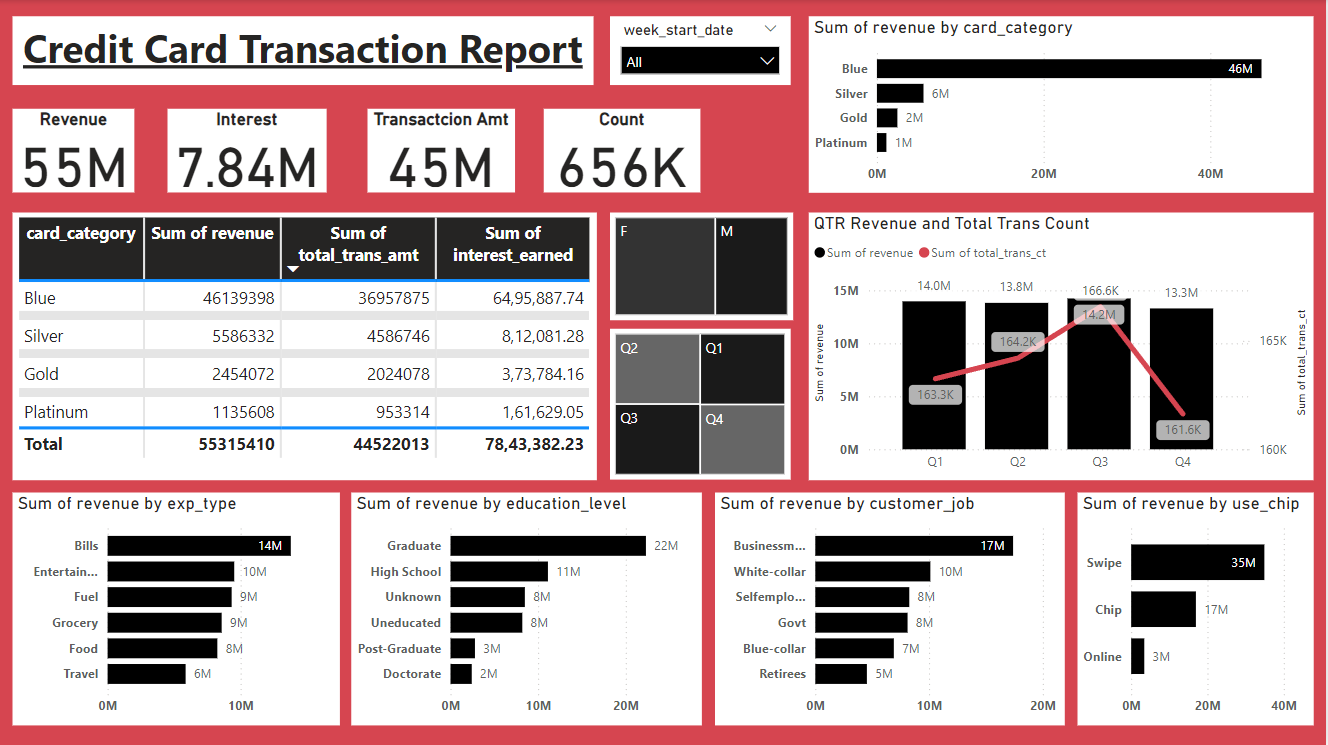 Credit Card Transaction Report
week_start_date
All
Revenue
55M
Interest
7.84M
Transactcion Amt
45M
Count
656K
Sum of revenue by card_category
Blue 46M
Silver 6M
Gold 2M
Platinum 1M
0M 20M 40M
card_category Sum of revenue Sum of total_trans_amt Sum of interest_earned
Blue 46139398 36957875 64,95,887.74
Silver 5586332 4586746 8,12,081.28
Gold 2454072 2024078 3,73,784.16
Platinum 1135608 953314 1,61,629.05
Total 55315410 44522013 78,43,382.23
F M
Q2 Q1
Q3 Q4
QTR Revenue and Total Trans Count
Sum of revenue Sum of total_trans_ct
14.0M 13.8M 166.6K 13.3M
14.2M
163.3K 164.2K 161.6K
15M
10M
5M
0M
165K
160K
Sum of revenue
Sum of total_trans_ct
Q1 Q2 Q3 Q4
Sum of revenue by exp_type
Bills 14M
Entertain... 10M
Fuel 9M
Grocery 9M
Food 8M
Travel 6M
0M 10M
Sum of revenue by education_level
Graduate 22M
High School 11M
Unknown 8M
Uneducated 8M
Post-Graduate 3M
Doctorate 2M
0M 10M 20M
Sum of revenue by customer_job
Businessm... 17M
White-collar 10M
Selfemplo... 8M
Govt 8M
Blue-collar 7M
Retirees 5M
0M 10M 20M
Sum of revenue by use_chip
Swipe 35M
Chip 17M
Online 3M
0M 20M 40M